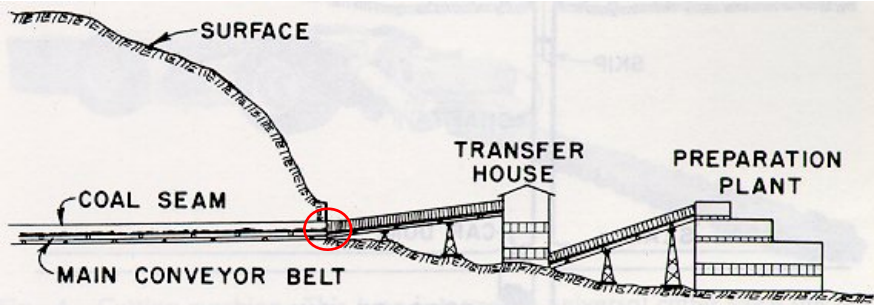 SURFACE
TRANSFER
HOUSE
PREPARATION
PLANT
COAL SEAM
MAIN CONVEYOR BELT